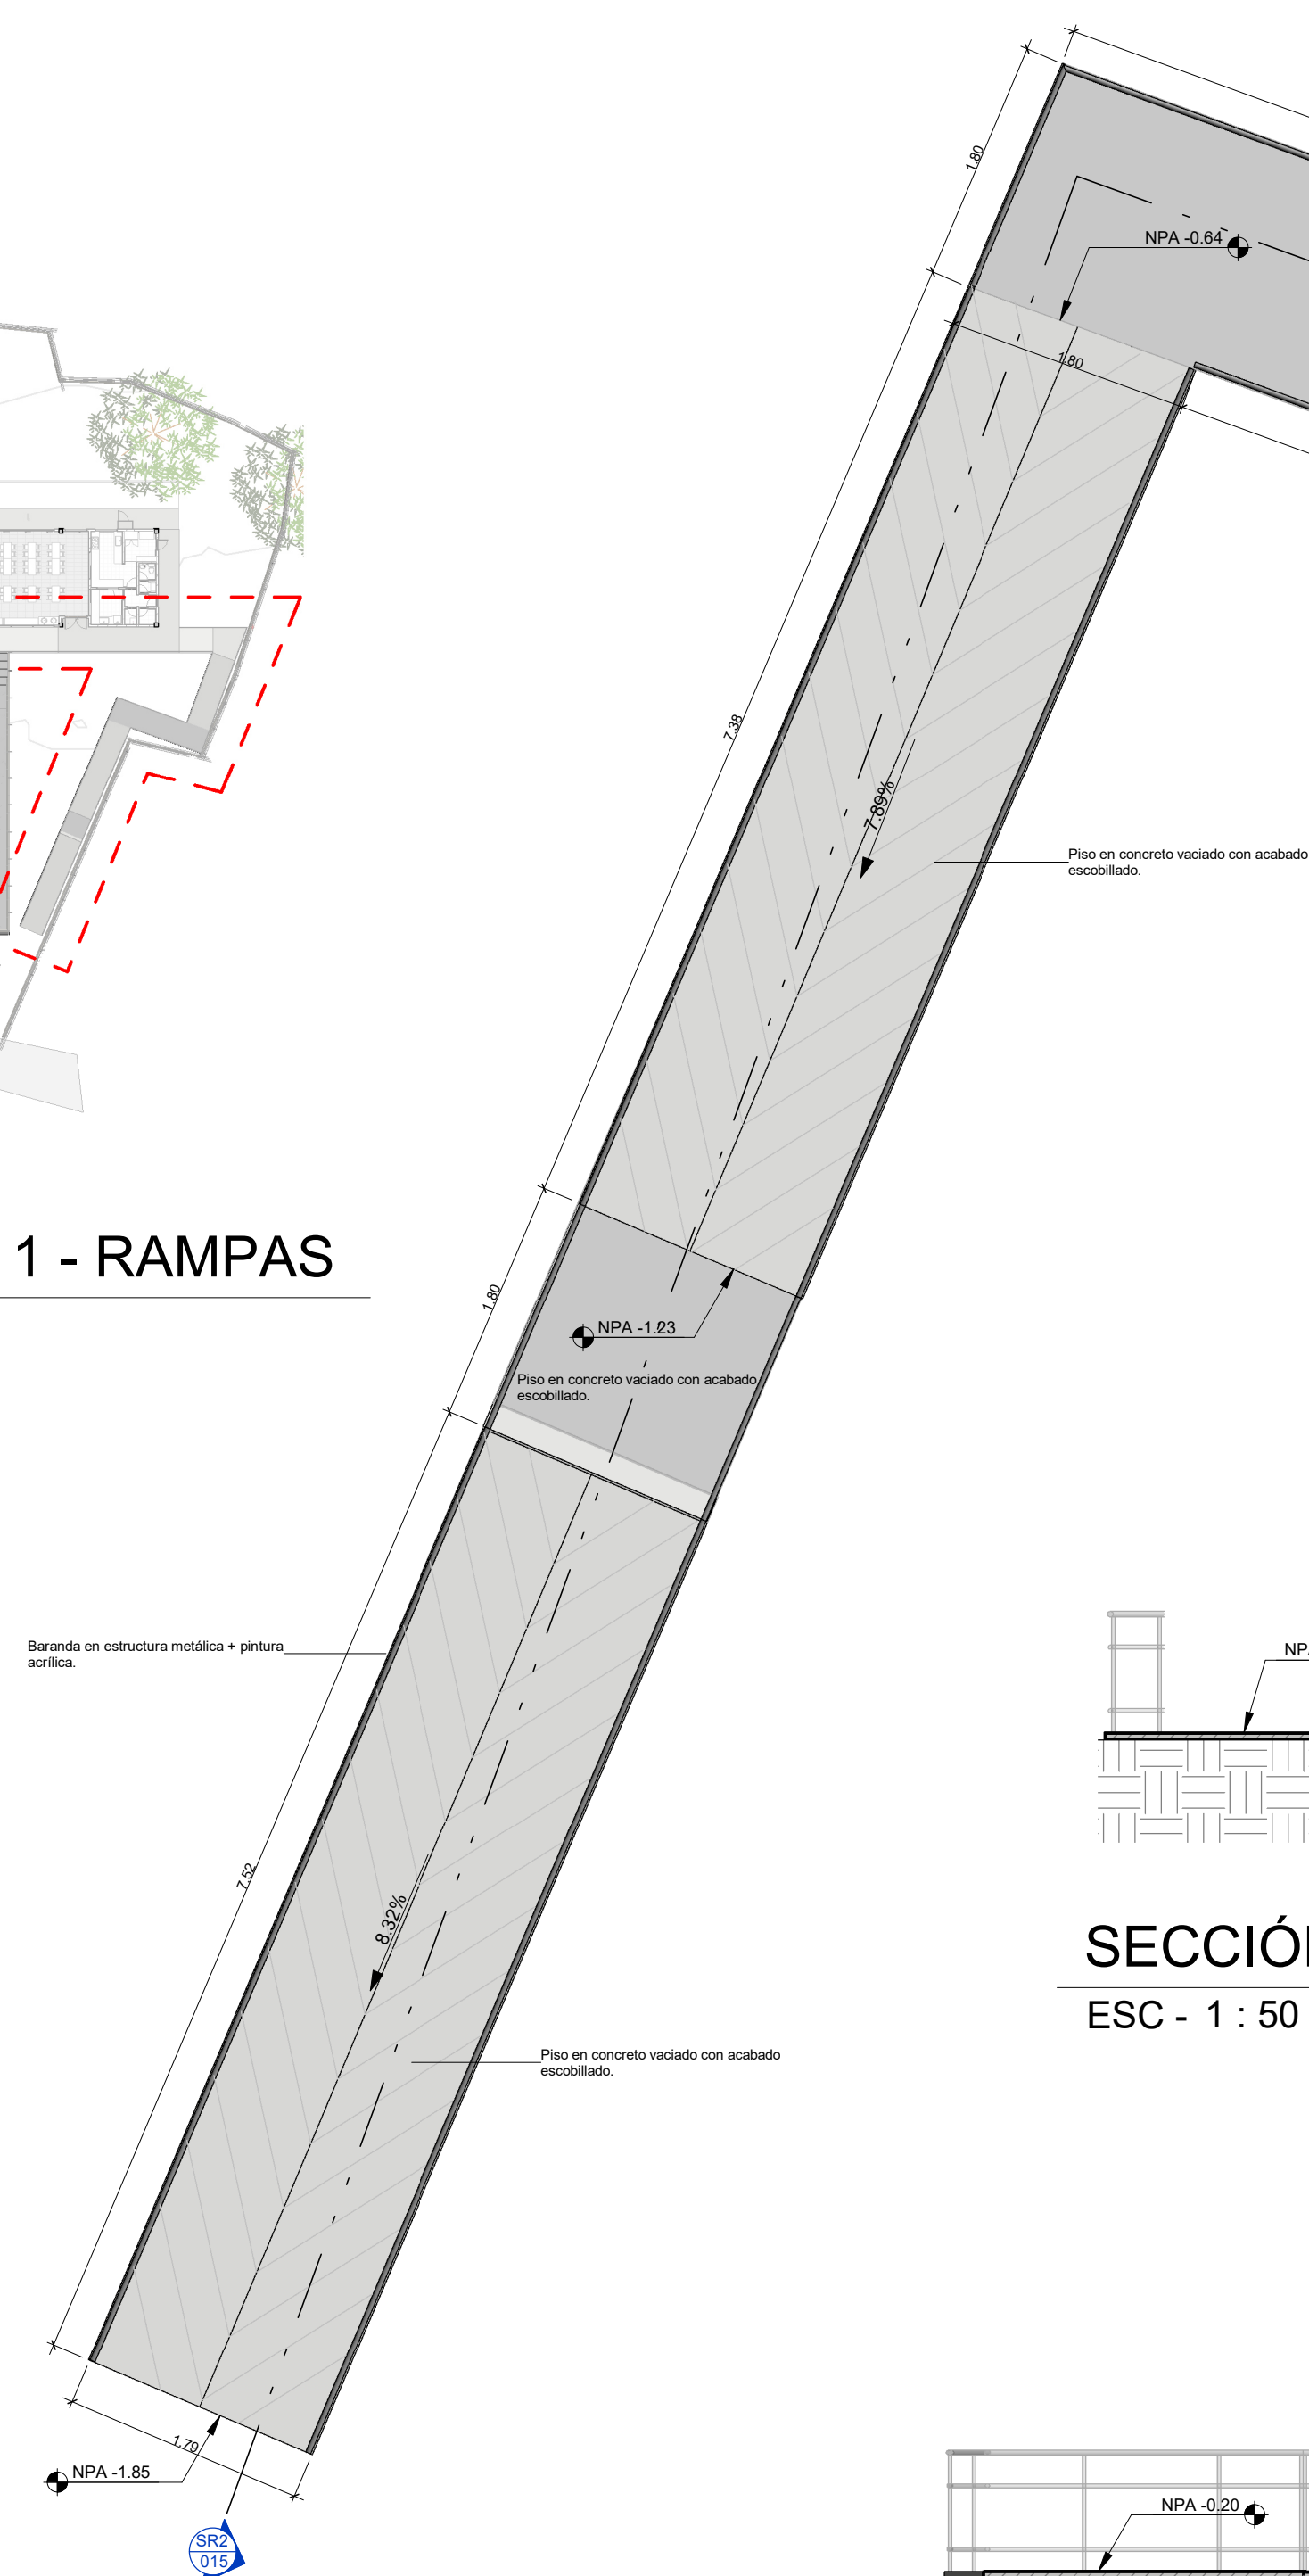 1.80
NPA -0.64
1.80
7.38
7.89%
Piso en concreto vaciado con acabado
escobillado.
1 - RAMPAS
1.80
NPA -1.23
Piso en concreto vaciado con acabado
escobillado.
Baranda en estructura metálica + pintura
acrílica.
7.52
8.32%
SECCIÓ
ESC - 1 : 50
Piso en concreto vaciado con acabado
escobillado.
1.79
NPA -1.85
NPA -0.20
SR2
015